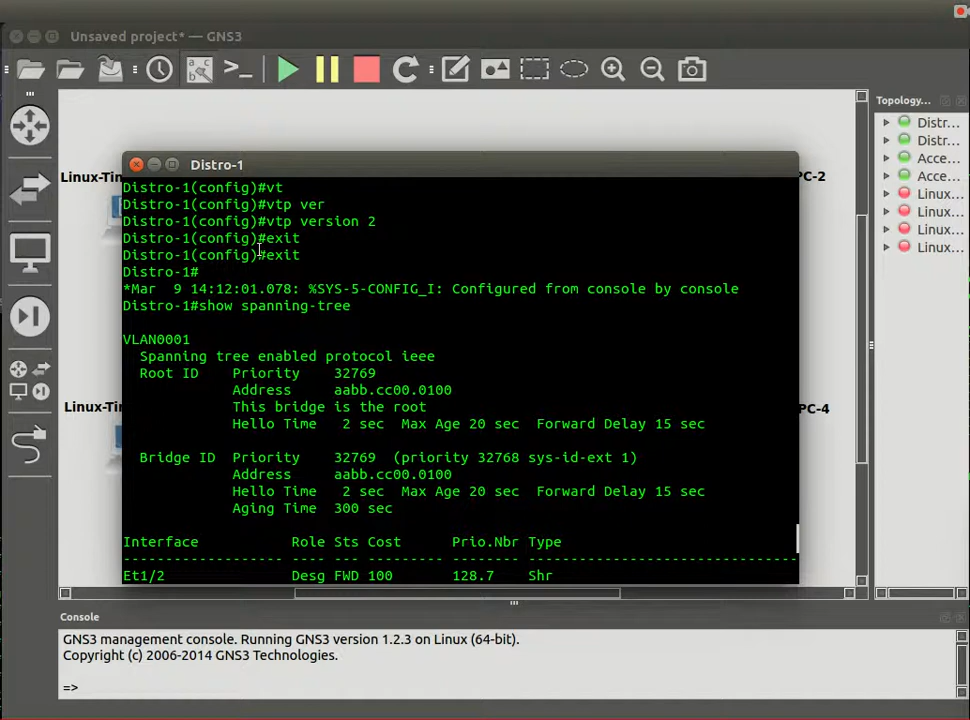 Unsaved project* — GNS3
Topology...
Distr...
Distr...
Acce...
Acce...
Linux...
Linux...
Linux...
Linux...
Linux-Tin
PC-2
Linux-Tin
PC-4
Distro-1
Distro-1(config)#vt
Distro-1(config)#vtp ver
Distro-1(config)#vtp version 2
Distro-1(config)#exit
Distro-1(config)#exit
Distro-1#
*Mar  9 14:12:01.078: %SYS-5-CONFIG_I: Configured from console by console
Distro-1#show spanning-tree
VLAN0001
  Spanning tree enabled protocol ieee
  Root ID    Priority    32769
             Address     aabb.cc00.0100
             This bridge is the root
             Hello Time   2 sec  Max Age 20 sec  Forward Delay 15 sec
  Bridge ID  Priority    32769  (priority 32768 sys-id-ext 1)
             Address     aabb.cc00.0100
             Hello Time   2 sec  Max Age 20 sec  Forward Delay 15 sec
             Aging Time  300 sec
Interface           Role Sts Cost      Prio.Nbr Type
------------------- ---- --- --------- -------- --------------------------------
Et1/2               Desg FWD 100       128.7    Shr
Console
GNS3 management console. Running GNS3 version 1.2.3 on Linux (64-bit).
Copyright (c) 2006-2014 GNS3 Technologies.
=>